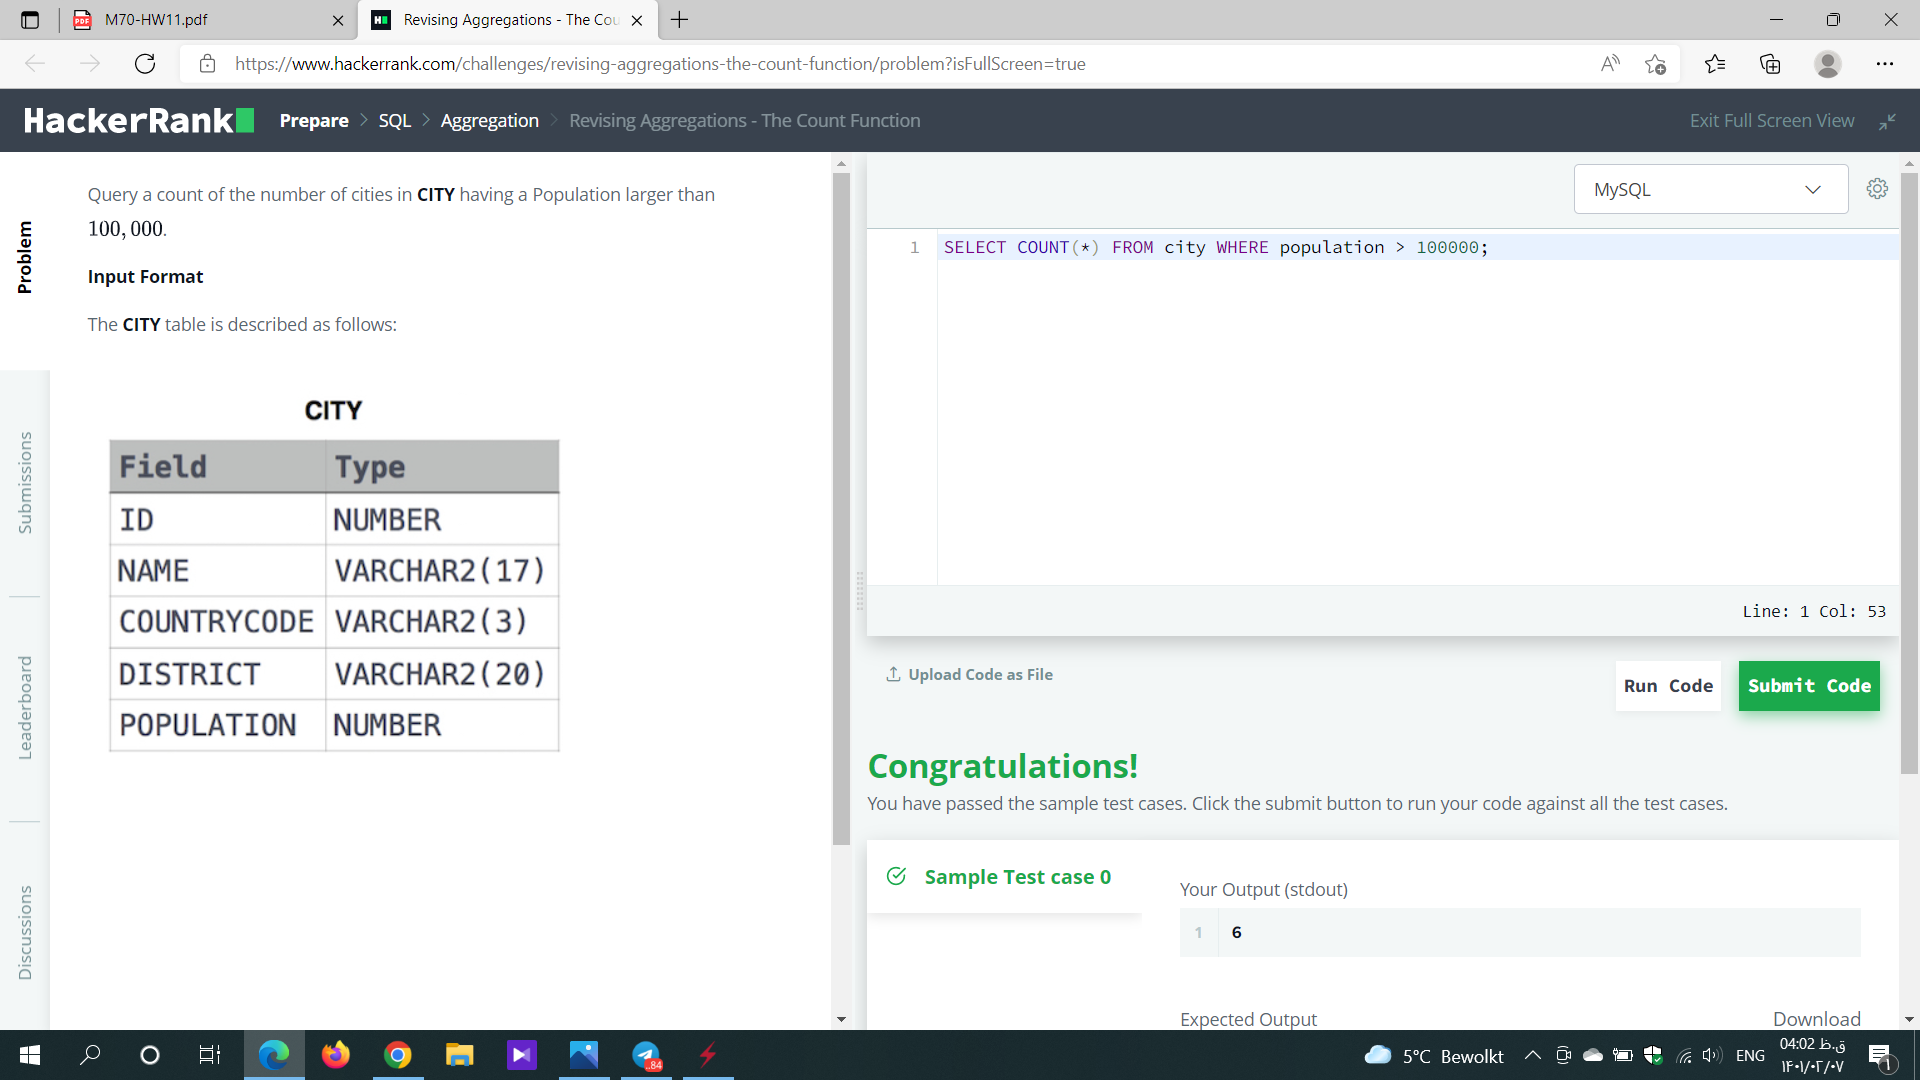 M70-HW11.pdf
Revising Aggregations - The Cou
https://www.hackerrank.com/challenges/revising-aggregations-the-count-function/problem?isFullScreen=true
HackerRank
Prepare > SQL > Aggregation > Revising Aggregations - The Count Function
Exit Full Screen View
Problem
Submissions
Leaderboard
Discussions
Query a count of the number of cities in CITY having a Population larger than
100,000.
Input Format
The CITY table is described as follows:
CITY
Field Type
ID NUMBER
NAME VARCHAR2(17)
COUNTRYCODE VARCHAR2(3)
DISTRICT VARCHAR2(20)
POPULATION NUMBER
MySQL
1 SELECT COUNT(*) FROM city WHERE population > 100000;
Line: 1 Col: 53
Upload Code as File
Run Code
Submit Code
Congratulations!
You have passed the sample test cases. Click the submit button to run your code against all the test cases.
Sample Test case 0
Your Output (stdout)
1 6
Expected Output
Download
.84
5°C Bewolkt
ENG
04:02 ق.ظ
۱۴۰۱/۰۲/۰۷
1